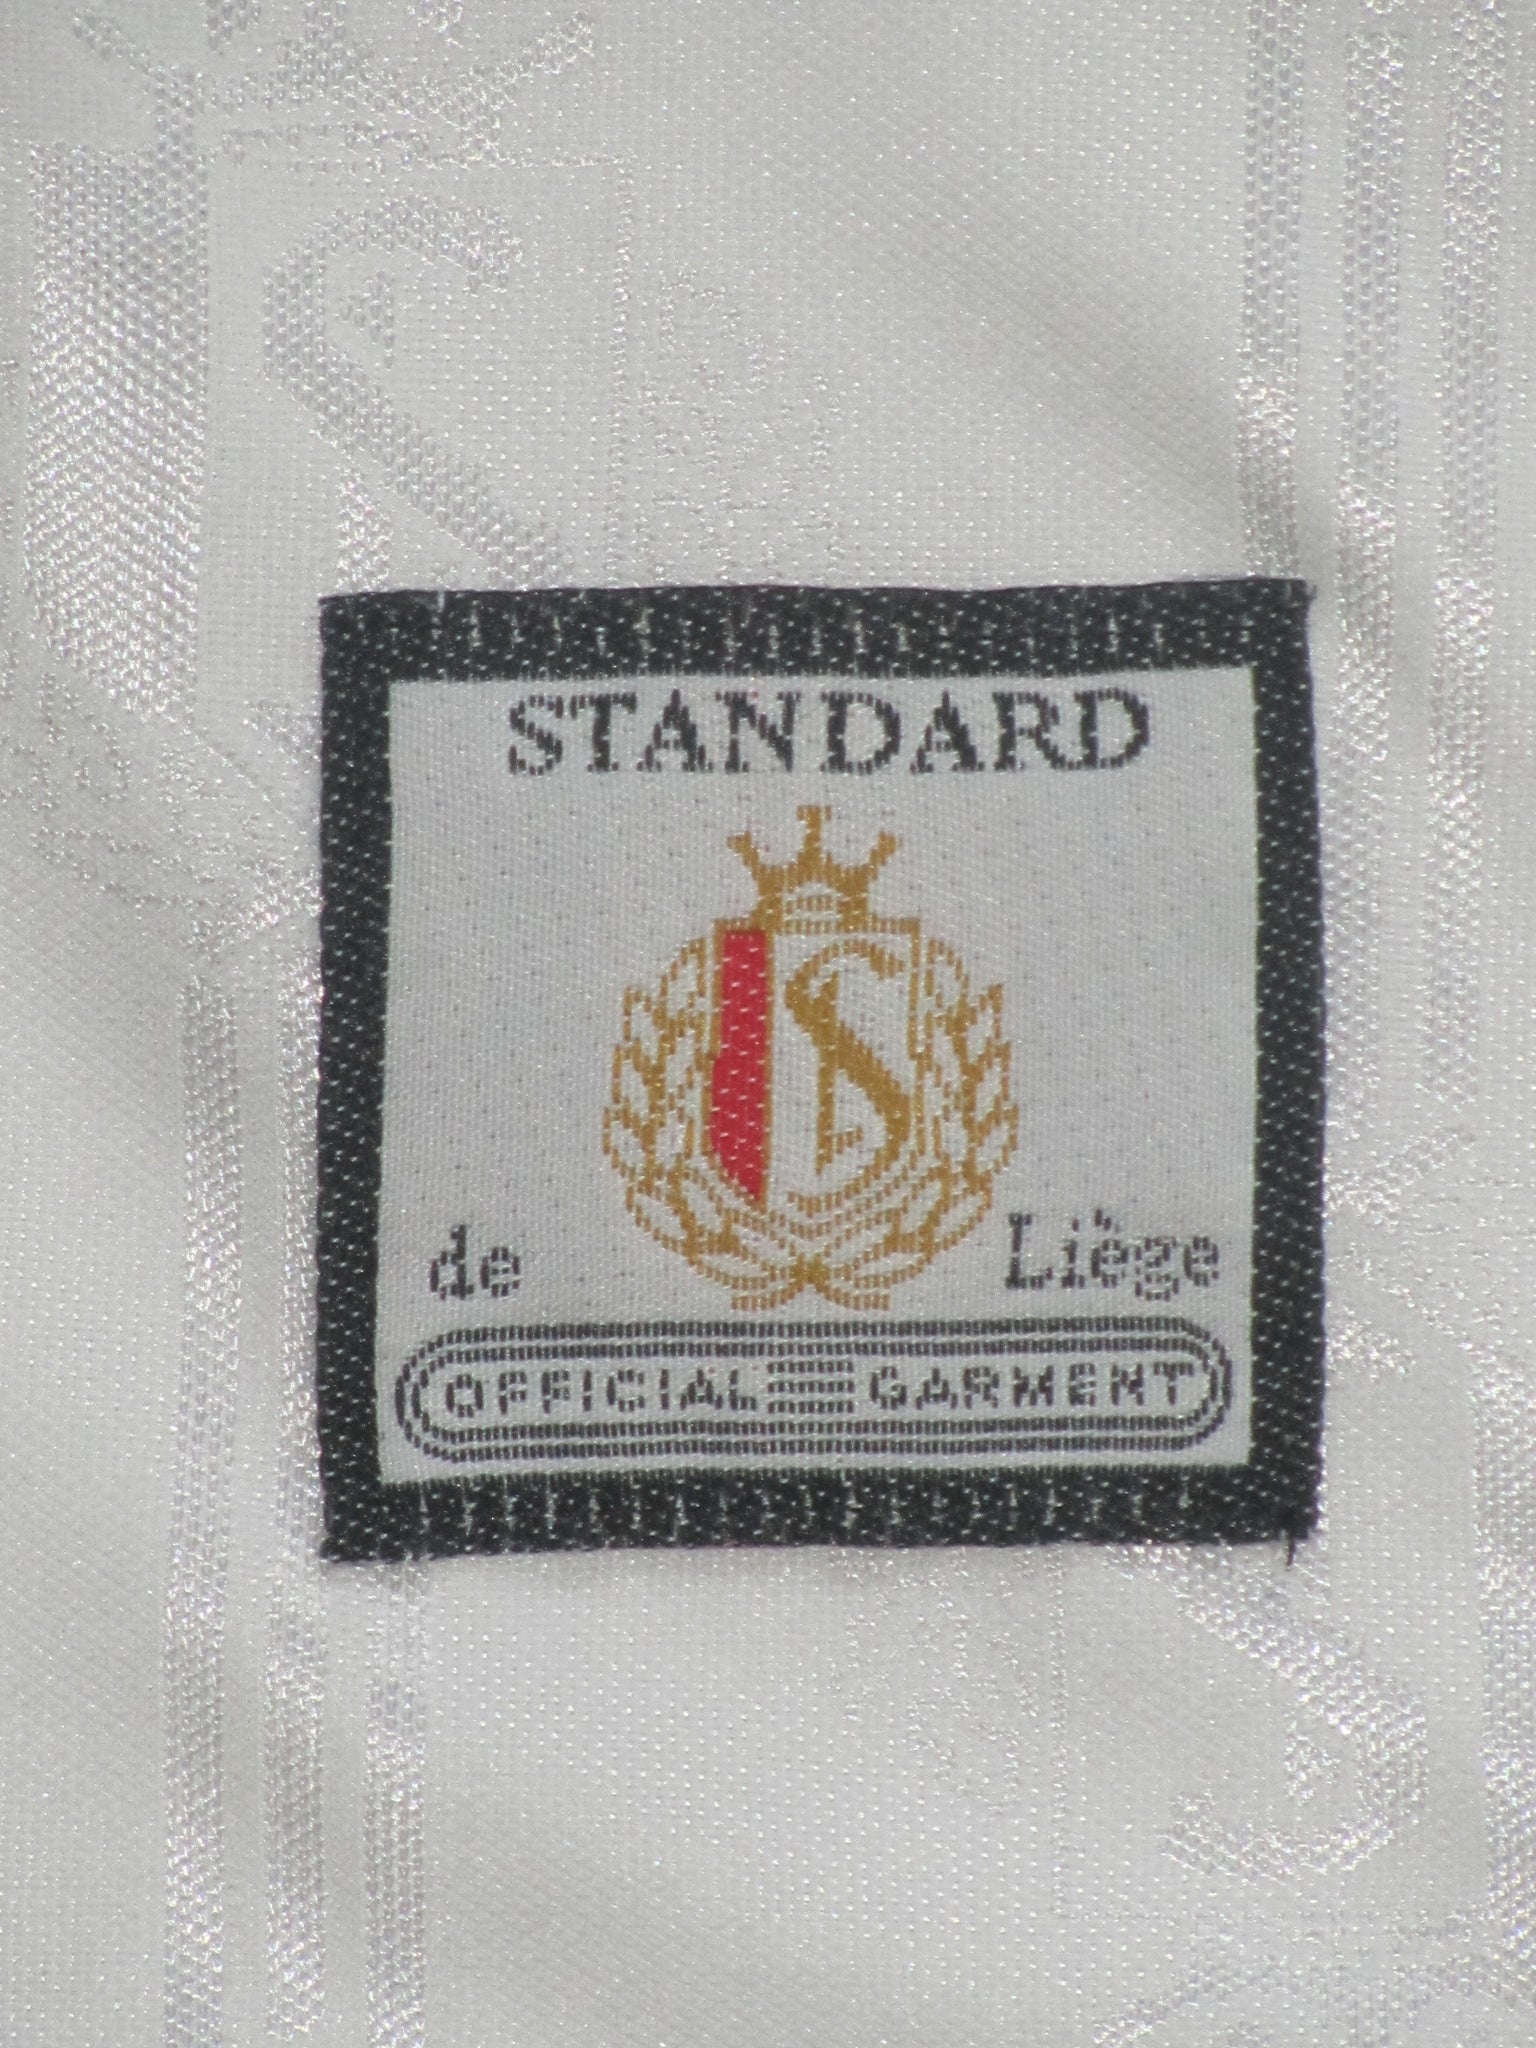 STANDARD
S
de Liège
OFFICIAL GARMENT